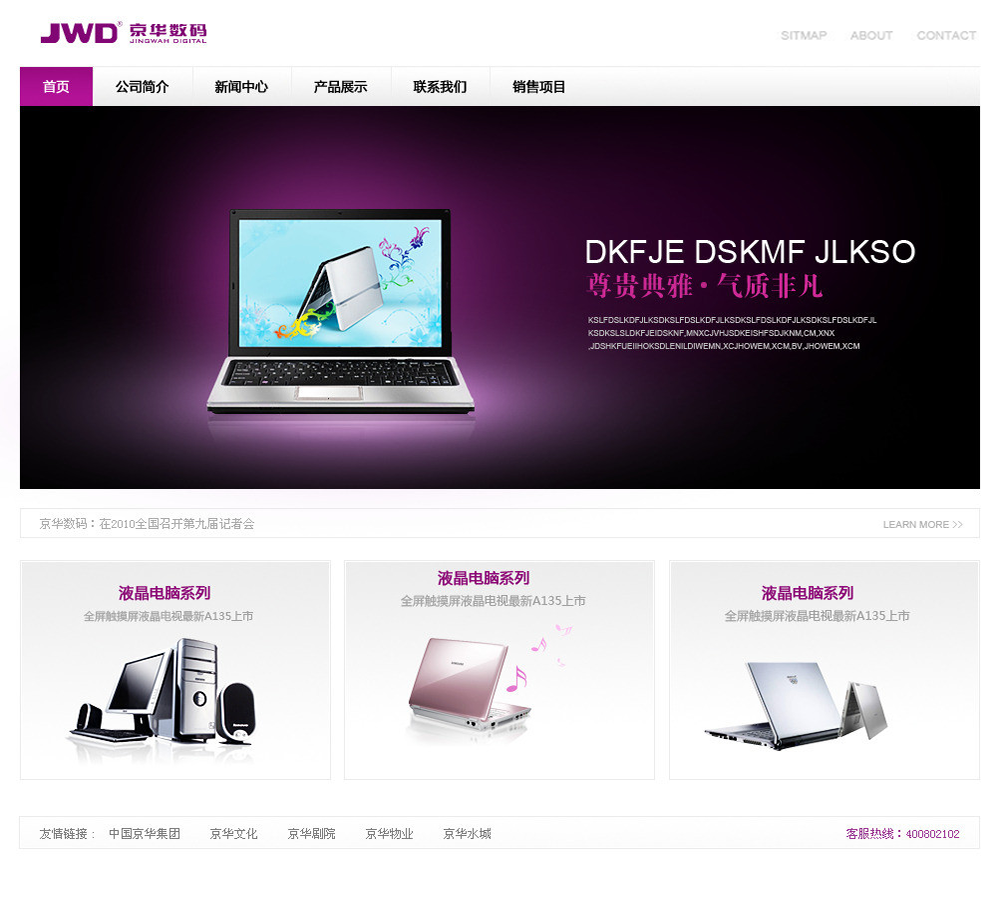 JWD® 京华数码
JINGWAH DIGITAL
SITMAP ABOUT CONTACT
首页 公司简介 新闻中心 产品展示 联系我们 销售项目
DKFJE DSKMF JLKSO
尊贵典雅·气质非凡
KSLFDSLKDFJLKSDKSLFDSLKDFJLKSDKSLFDSLKDFJLKSDKSLFDSLKDFJL
KSDKSLSLDKFJEIDSKNF,MNXCJVHJSDKEISHFSDJKNM,CM,XNX
,JDSHKFUEIIHOKSDLENILDIWEMN,XCJHOWEM,XCM,BV,JHOWEM,XCM
京华数码：在2010全国召开第九届记者会 LEARN MORE >>
液晶电脑系列
全屏触摸屏液晶电视最新A135上市
液晶电脑系列
全屏触摸屏液晶电视最新A135上市
SAMSUNG
液晶电脑系列
全屏触摸屏液晶电视最新A135上市
友情链接： 中国京华集团 京华文化 京华剧院 京华物业 京华水城 客服热线：400802102